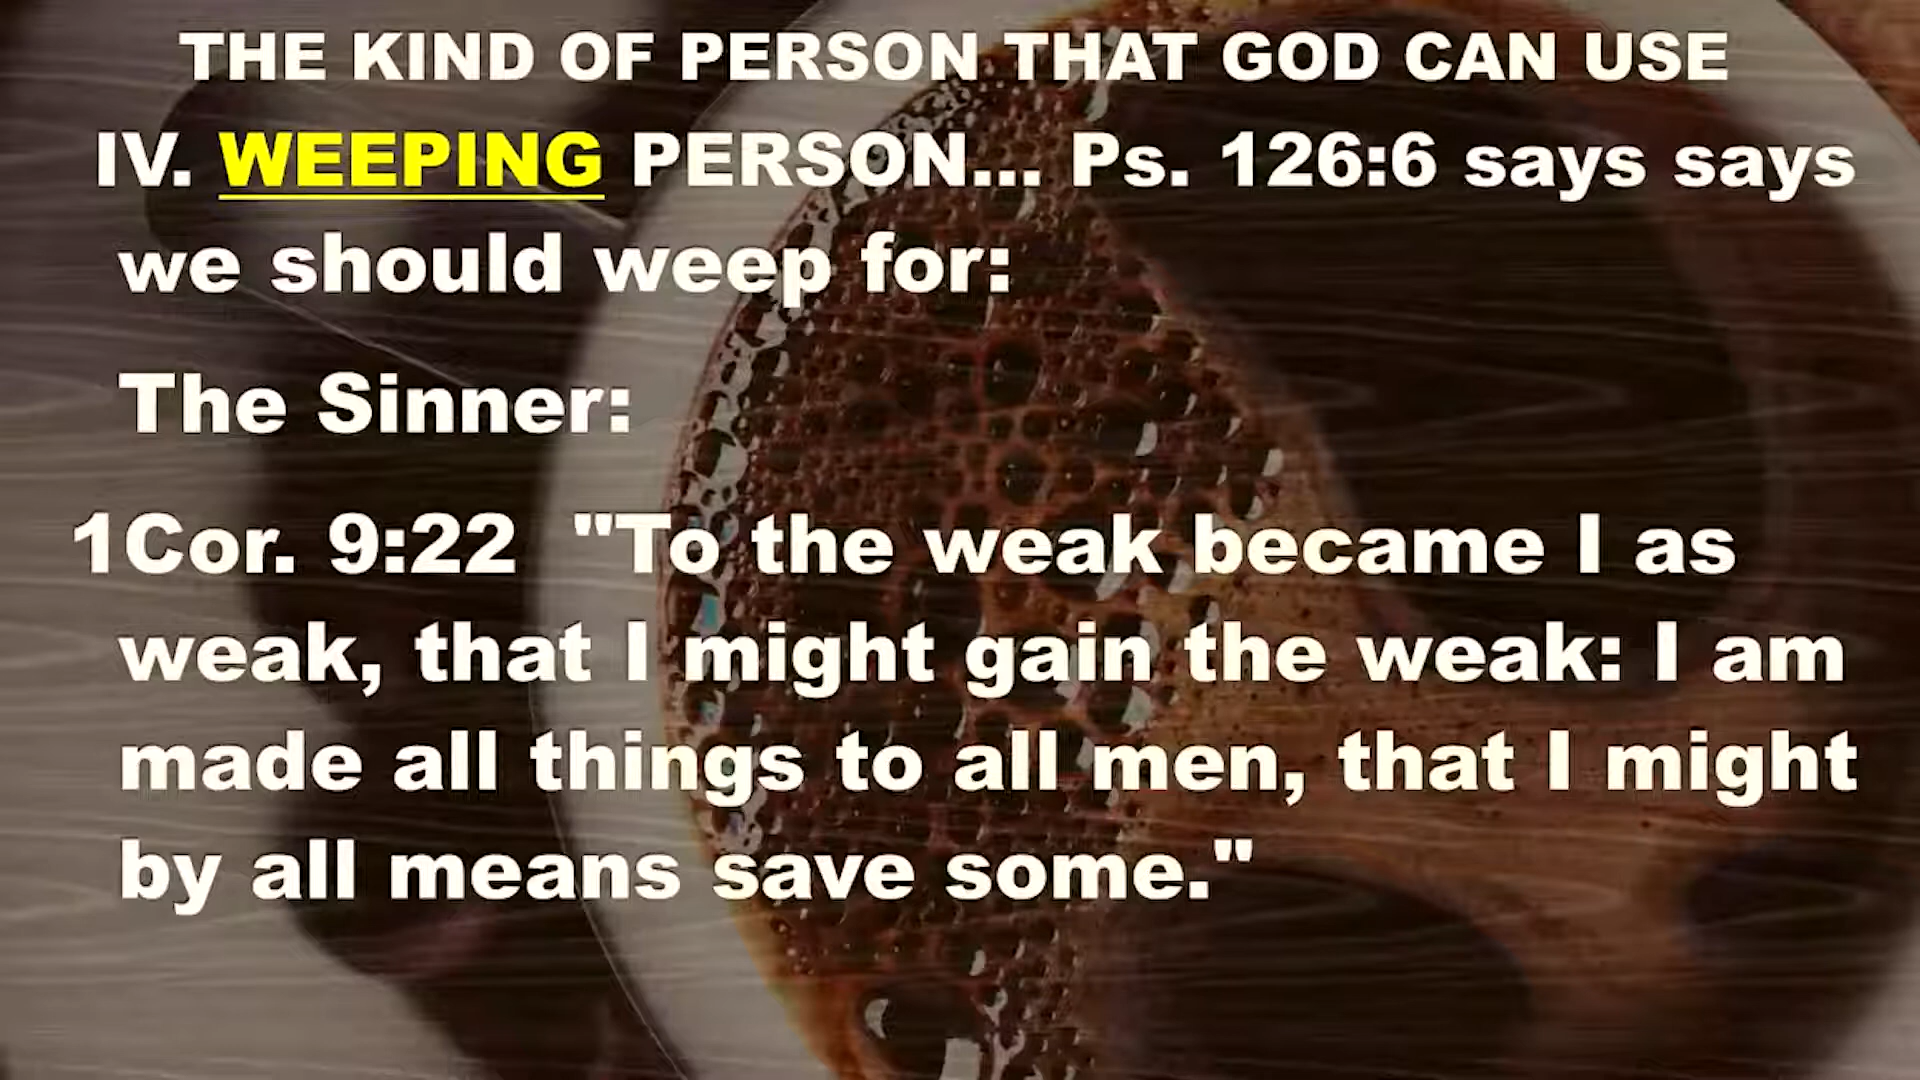 THE KIND OF PERSON THAT GOD CAN USE
IV. WEEPING PERSON... Ps. 126:6 says says
we should weep for:
The Sinner:
1Cor. 9:22 "To the weak became I as
weak, that I might gain the weak: I am
made all things to all men, that I might
by all means save some."